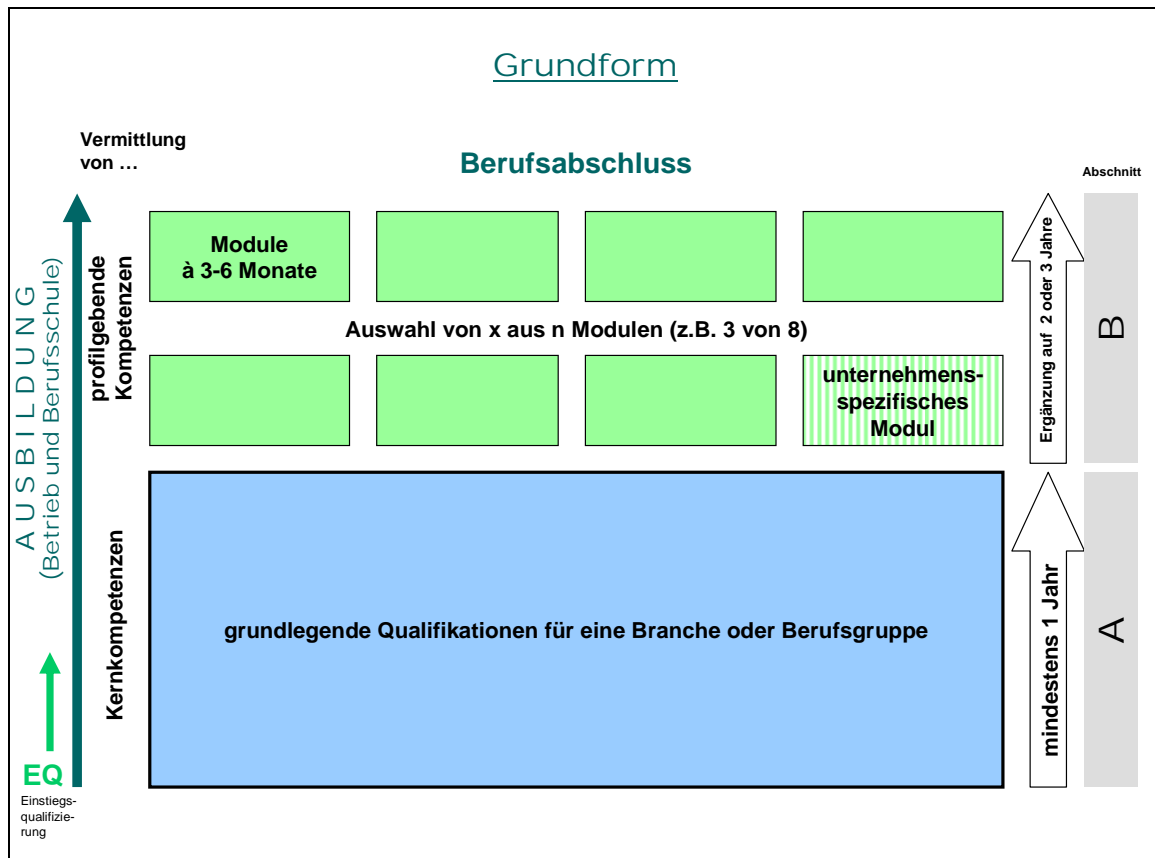 Grundform
Vermittlung
von …
Berufsabschluss
Abschnitt
AUSBILDUNG
(Betrieb und Berufsschule)
profilgebende
Kompetenzen
Module
à 3-6 Monate
Auswahl von x aus n Modulen (z.B. 3 von 8)
unternehmens-
spezifisches
Modul
Ergänzung auf 2 oder 3 Jahre
B
Kernkompetenzen
grundlegende Qualifikationen für eine Branche oder Berufsgruppe
mindestens 1 Jahr
A
EQ
Einstiegs-
qualifizie-
rung